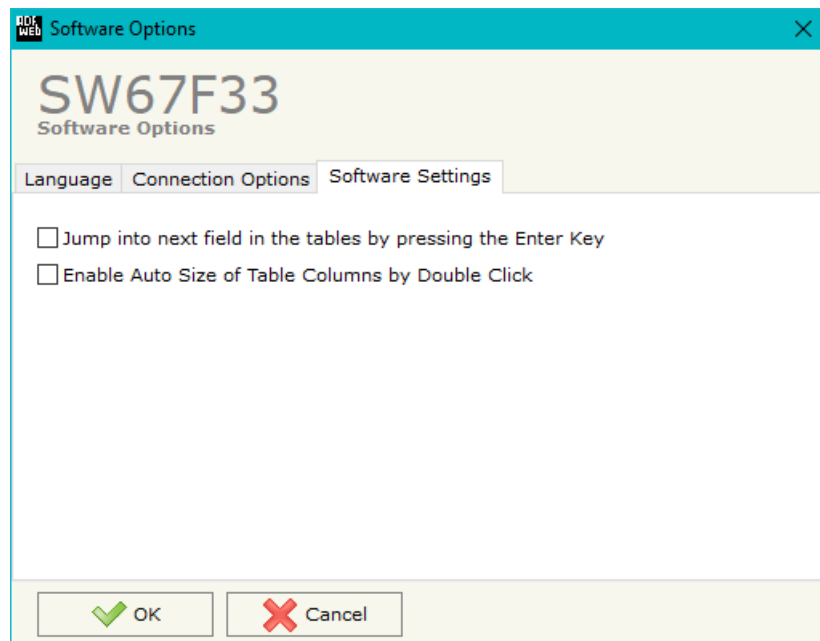 ADF WEB Software Options
SW67F33
Software Options
Language Connection Options Software Settings
Jump into next field in the tables by pressing the Enter Key
Enable Auto Size of Table Columns by Double Click
OK Cancel